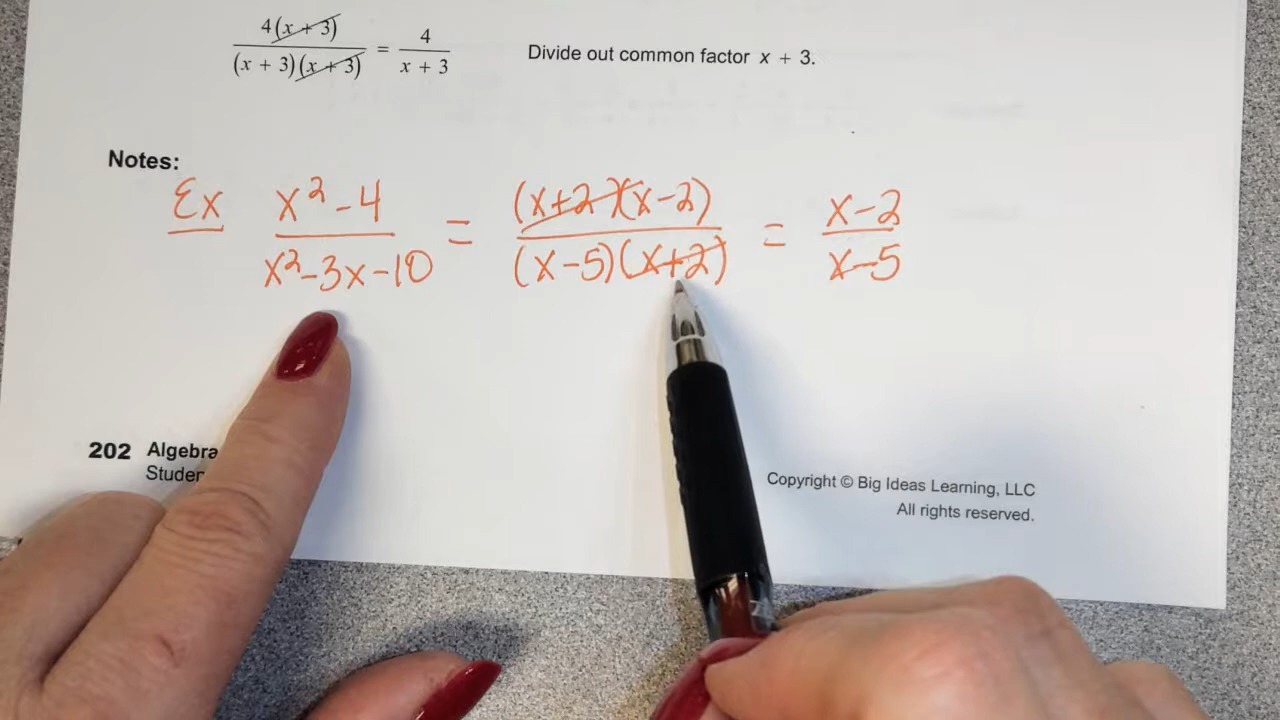 4(x + 3)
(x + 3)(x + 3)
=
4
x + 3
Divide out common factor x + 3.
Notes:
Ex
x²-4
x²-3x-10
=
(x+2)(x-2)
(x-5)(x+2)
=
x-2
x-5
202 Algebra
Studen
Copyright © Big Ideas Learning, LLC
All rights reserved.